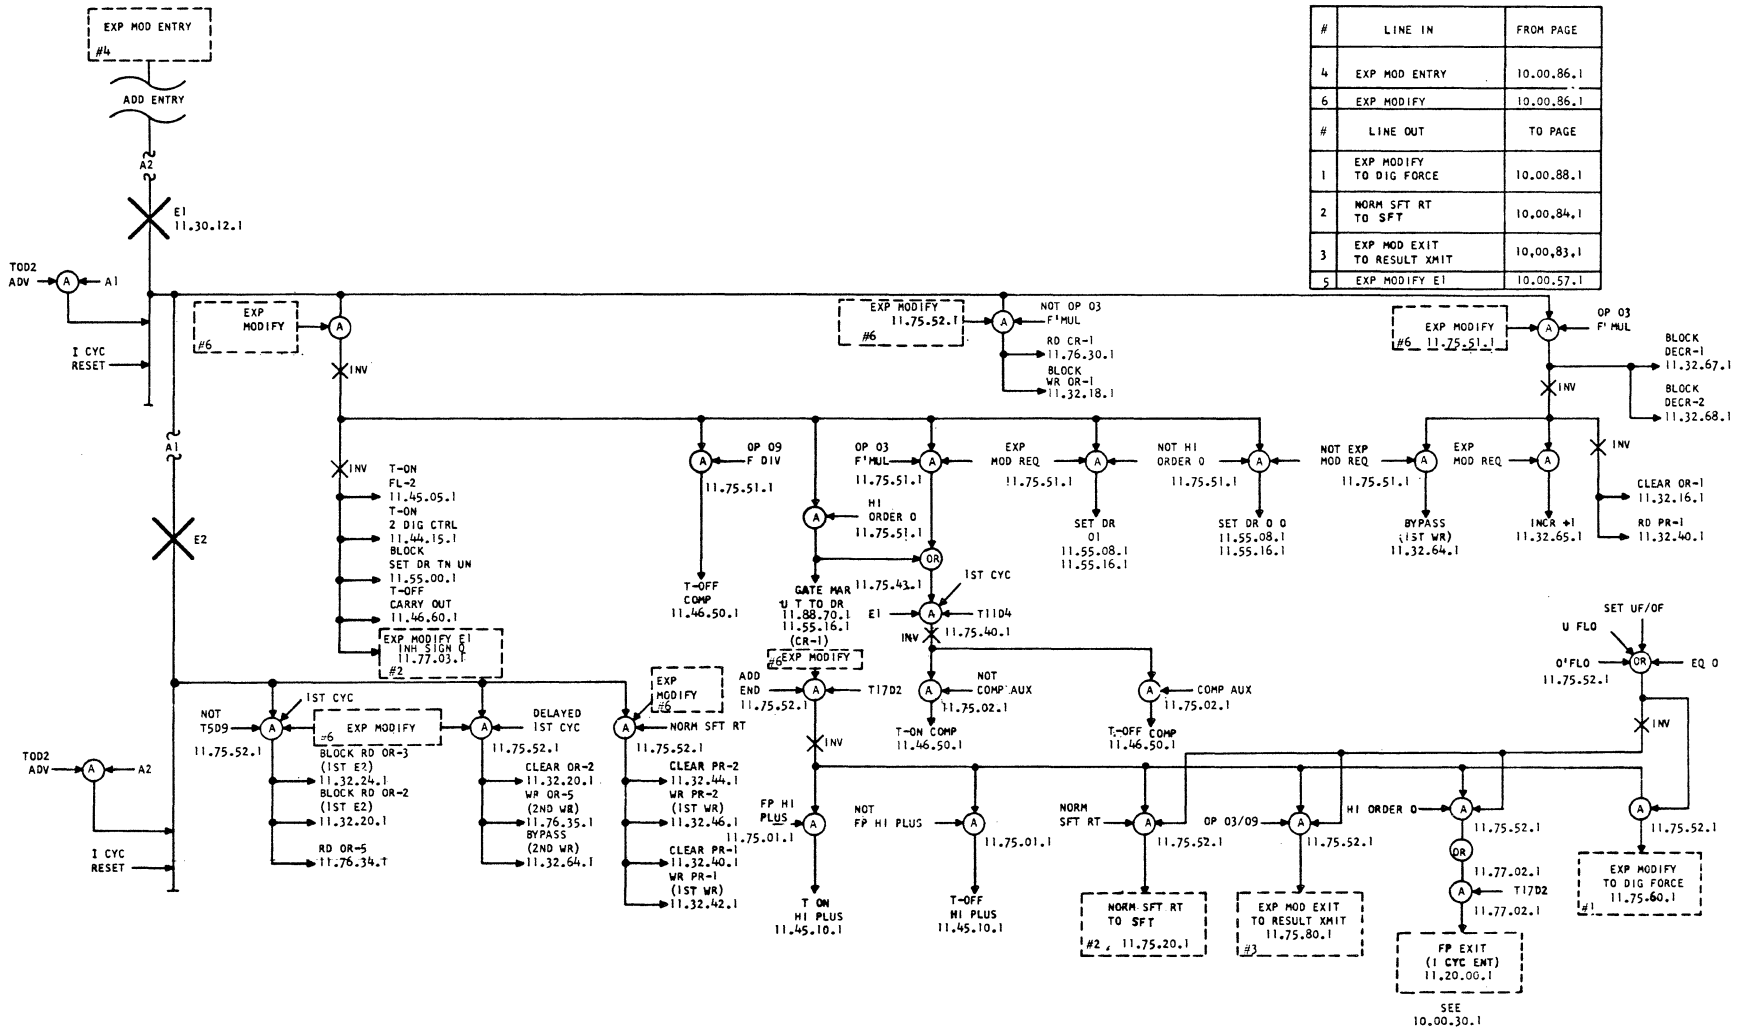 EXP MOD ENTRY
#4
ADD ENTRY
A2
E1
11.30.12.1
# LINE IN FROM PAGE
4 EXP MOD ENTRY 10.00.86.1
6 EXP MODIFY 10.00.86.1
# LINE OUT TO PAGE
1 EXP MODIFY TO DIG FORCE 10.00.88.1
2 NORM SFT RT TO SFT 10.00.84.1
3 EXP MOD EXIT TO RESULT XMIT 10,00,83.1
5 EXP MODIFY E1 10.00.57.1
TOD2
ADV
A
A1
I CYC
RESET
EXP
MODIFY
#6
A
INV
EXP MODIFY
11.75.52.1
#6
A
NOT OP 03
F'MUL
RD CR-1
11.76.30.1
BLOCK
WR OR-1
11.32.18.1
EXP MODIFY
#6 11.75.51.1
A
OP 03
F'MUL
BLOCK
DECR-1
11.32.67.1
INV
BLOCK
DECR-2
11.32.68.1
A1
E2
INV
T-ON
FL-2
11.45.05.1
T-ON
2 DIG CTRL
11.44.15.1
BLOCK
SET DR TN UN
11.55.00.1
T-OFF
CARRY OUT
11.46.60.1
EXP MODIFY E1
INH SIGN Q
11.77.03.1
#2
A
OP 09
F DIV
11.75.51.1
T-OFF
COMP
11.46.50.1
A
HI
ORDER 0
11.75.51.1
GATE MAR
U T TO DR
11.88.70.1
11.55.16.1
(CR-1)
OP 03
F'MUL
A
11.75.51.1
OR
11.75.43.1
1ST CYC
E1
A
T11D4
INV
11.75.40.1
EXP
MOD REQ
11.75.51.1
A
SET DR
01
11.55.08.1
11.55.16.1
NOT HI
ORDER 0
11.75.51.1
A
SET DR 0 0
11.55.08.1
11.55.16.1
NOT EXP
MOD REQ
11.75.51.1
A
BYPASS
(1ST WR)
11.32.64.1
EXP
MOD REQ
A
INCR +1
11.32.65.1
INV
CLEAR OR-1
11.32.16.1
RD PR-1
11.32.40.1
#6 EXP MODIFY
ADD
END
11.75.52.1
A
T17D2
INV
A
NOT
COMP AUX
11.75.02.1
T-ON COMP
11.46.50.1
A
COMP AUX
11.75.02.1
T-OFF COMP
11.46.50.1
SET UF/OF
U FLO
O'FLO
OR
EQ 0
11.75.52.1
INV
NOT
T5D9
A
1ST CYC
11.75.52.1
EXP MODIFY
#6
A
DELAYED
1ST CYC
11.75.52.1
EXP
MODIFY
#6
A
NORM SFT RT
11.75.52.1
BLOCK RD OR-3
(1ST E2)
11.32.24.1
BLOCK RD OR-2
(1ST E2)
11.32.20.1
RD OR-5
11.76.34.1
CLEAR OR-2
11.32.20.1
WR OR-5
(2ND WR)
11.76.35.1
BYPASS
(2ND WR)
11.32.64.1
CLEAR PR-2
11.32.44.1
WR PR-2
(1ST WR)
11.32.46.1
CLEAR PR-1
11.32.40.1
WR PR-1
(1ST WR)
11.32.42.1
TOD2
ADV
A
A2
I CYC
RESET
FP HI
PLUS
11.75.01.1
A
T ON
HI PLUS
11.45.10.1
NOT
FP HI PLUS
A
11.75.01.1
T-OFF
HI PLUS
11.45.10.1
NORM
SFT RT
A
11.75.52.1
NORM SFT RT
TO SFT
#2 11.75.20.1
OP 03/09
A
11.75.52.1
EXP MOD EXIT
TO RESULT XMIT
11.75.80.1
#3
HI ORDER 0
A
11.75.52.1
OR
11.77.02.1
A
T17D2
11.77.02.1
FP EXIT
(I CYC ENT)
11.20.00.1
SEE
10.00.30.1
A
11.75.52.1
EXP MODIFY
TO DIG FORCE
11.75.60.1
#1